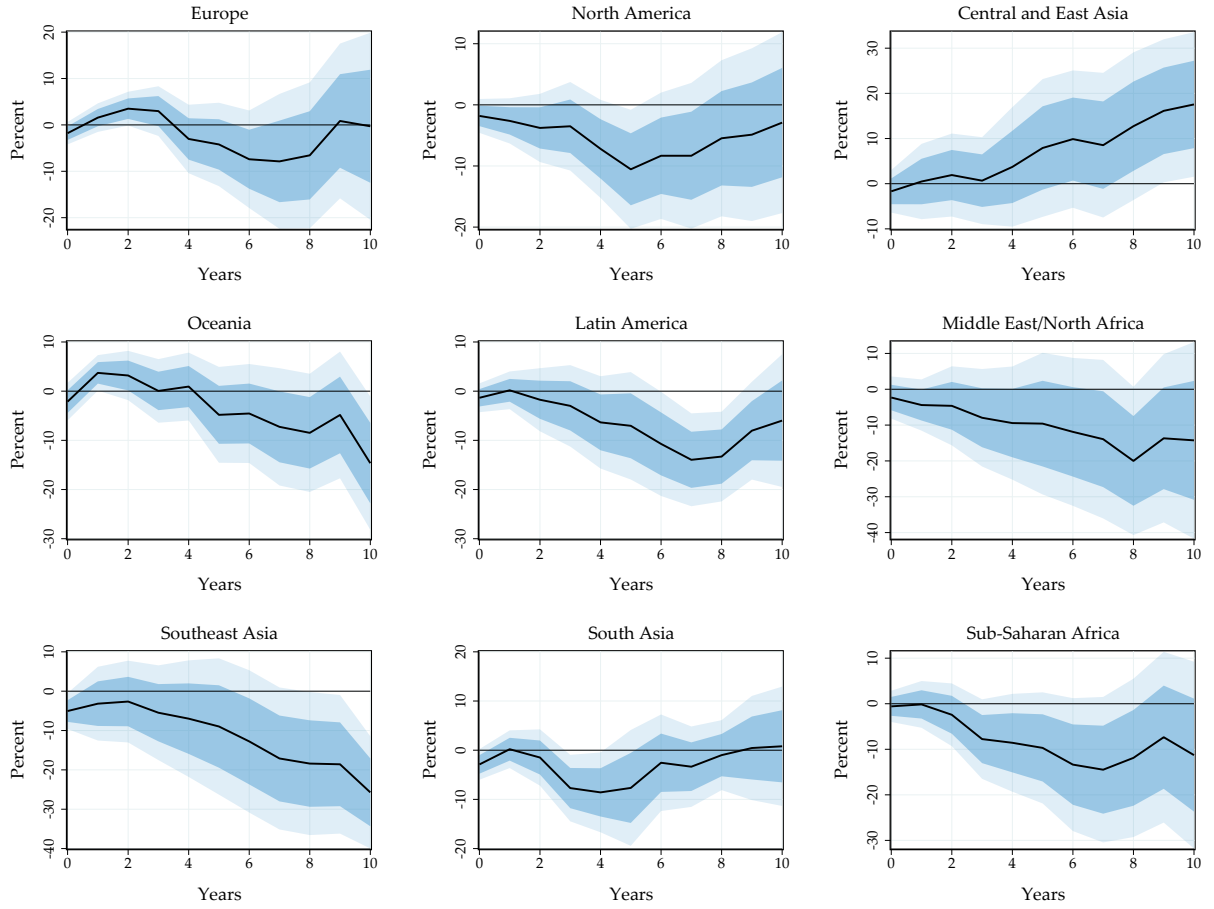 Europe
20
10
0
-10
-20
Percent
0 2 4 6 8 10
Years
North America
10
0
-10
-20
Percent
0 2 4 6 8 10
Years
Central and East Asia
30
20
10
0
-10
Percent
0 2 4 6 8 10
Years
Oceania
10
0
-10
-20
-30
Percent
0 2 4 6 8 10
Years
Latin America
10
0
-10
-20
-30
Percent
0 2 4 6 8 10
Years
Middle East/North Africa
10
0
-10
-20
-30
-40
Percent
0 2 4 6 8 10
Years
Southeast Asia
10
0
-10
-20
-30
-40
Percent
0 2 4 6 8 10
Years
South Asia
20
10
0
-10
-20
Percent
0 2 4 6 8 10
Years
Sub-Saharan Africa
10
0
-10
-20
-30
Percent
0 2 4 6 8 10
Years